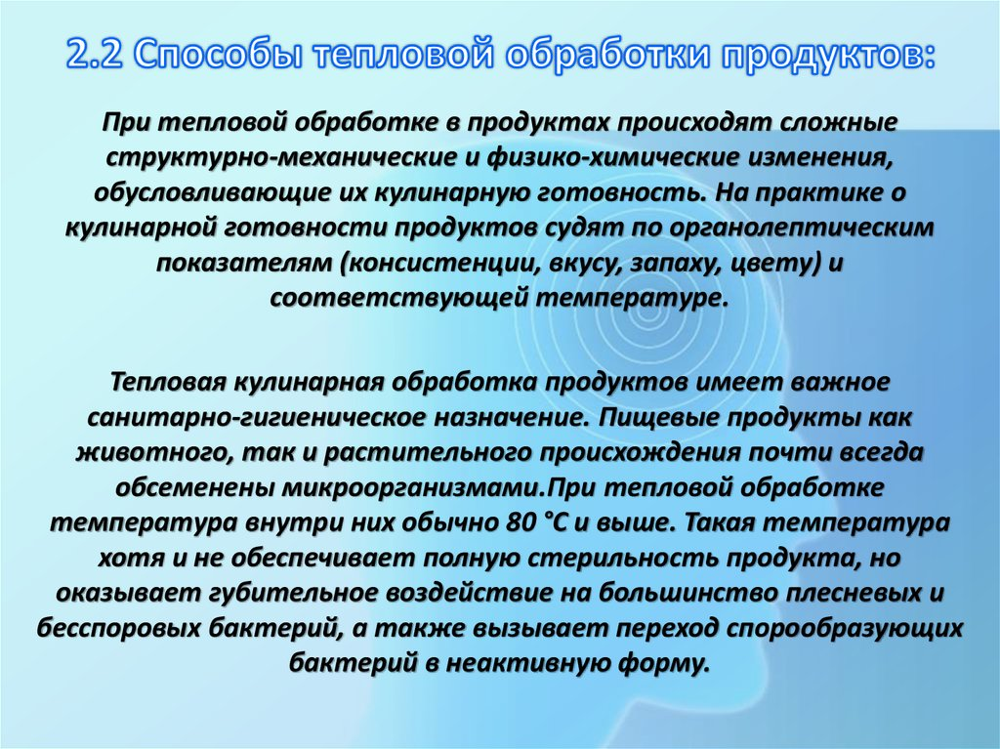 2.2 Способы тепловой обработки продуктов:
При тепловой обработке в продуктах происходят сложные
структурно-механические и физико-химические изменения,
обусловливающие их кулинарную готовность. На практике о
кулинарной готовности продуктов судят по органолептическим
показателям (консистенции, вкусу, запаху, цвету) и
соответствующей температуре.
Тепловая кулинарная обработка продуктов имеет важное
санитарно-гигиеническое назначение. Пищевые продукты как
животного, так и растительного происхождения почти всегда
обсеменены микроорганизмами.При тепловой обработке
температура внутри них обычно 80 °С и выше. Такая температура
хотя и не обеспечивает полную стерильность продукта, но
оказывает губительное воздействие на большинство плесневых и
бесспоровых бактерий, а также вызывает переход спорообразующих
бактерий в неактивную форму.